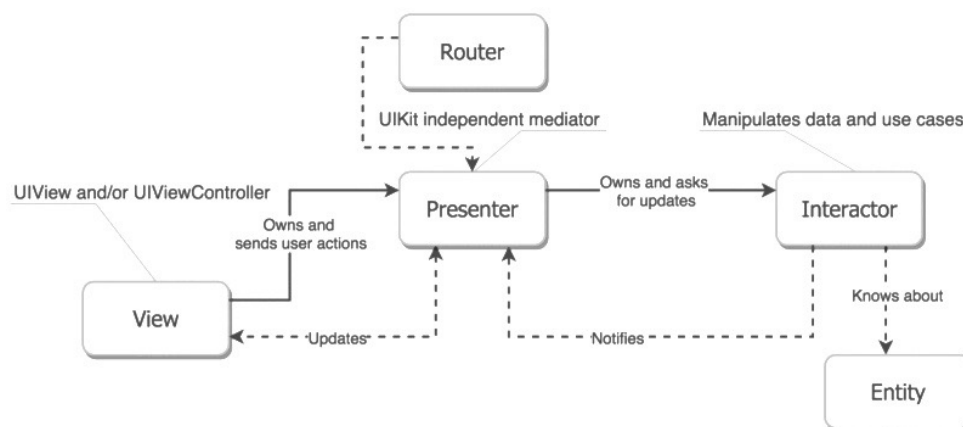 Router
UIKit independent mediator
Manipulates data and use cases
UIView and/or UIViewController
Presenter
Owns and asks
for updates
Interactor
Owns and
sends user actions
View
Updates
Notifies
Knows about
Entity